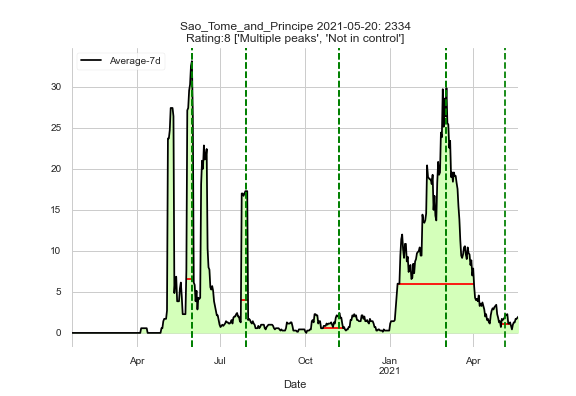 Sao_Tome_and_Principe 2021-05-20: 2334
Rating:8 ['Multiple peaks', 'Not in control']
Average-7d
30
25
20
15
10
5
0
Apr Jul Oct Jan Apr
2021
Date